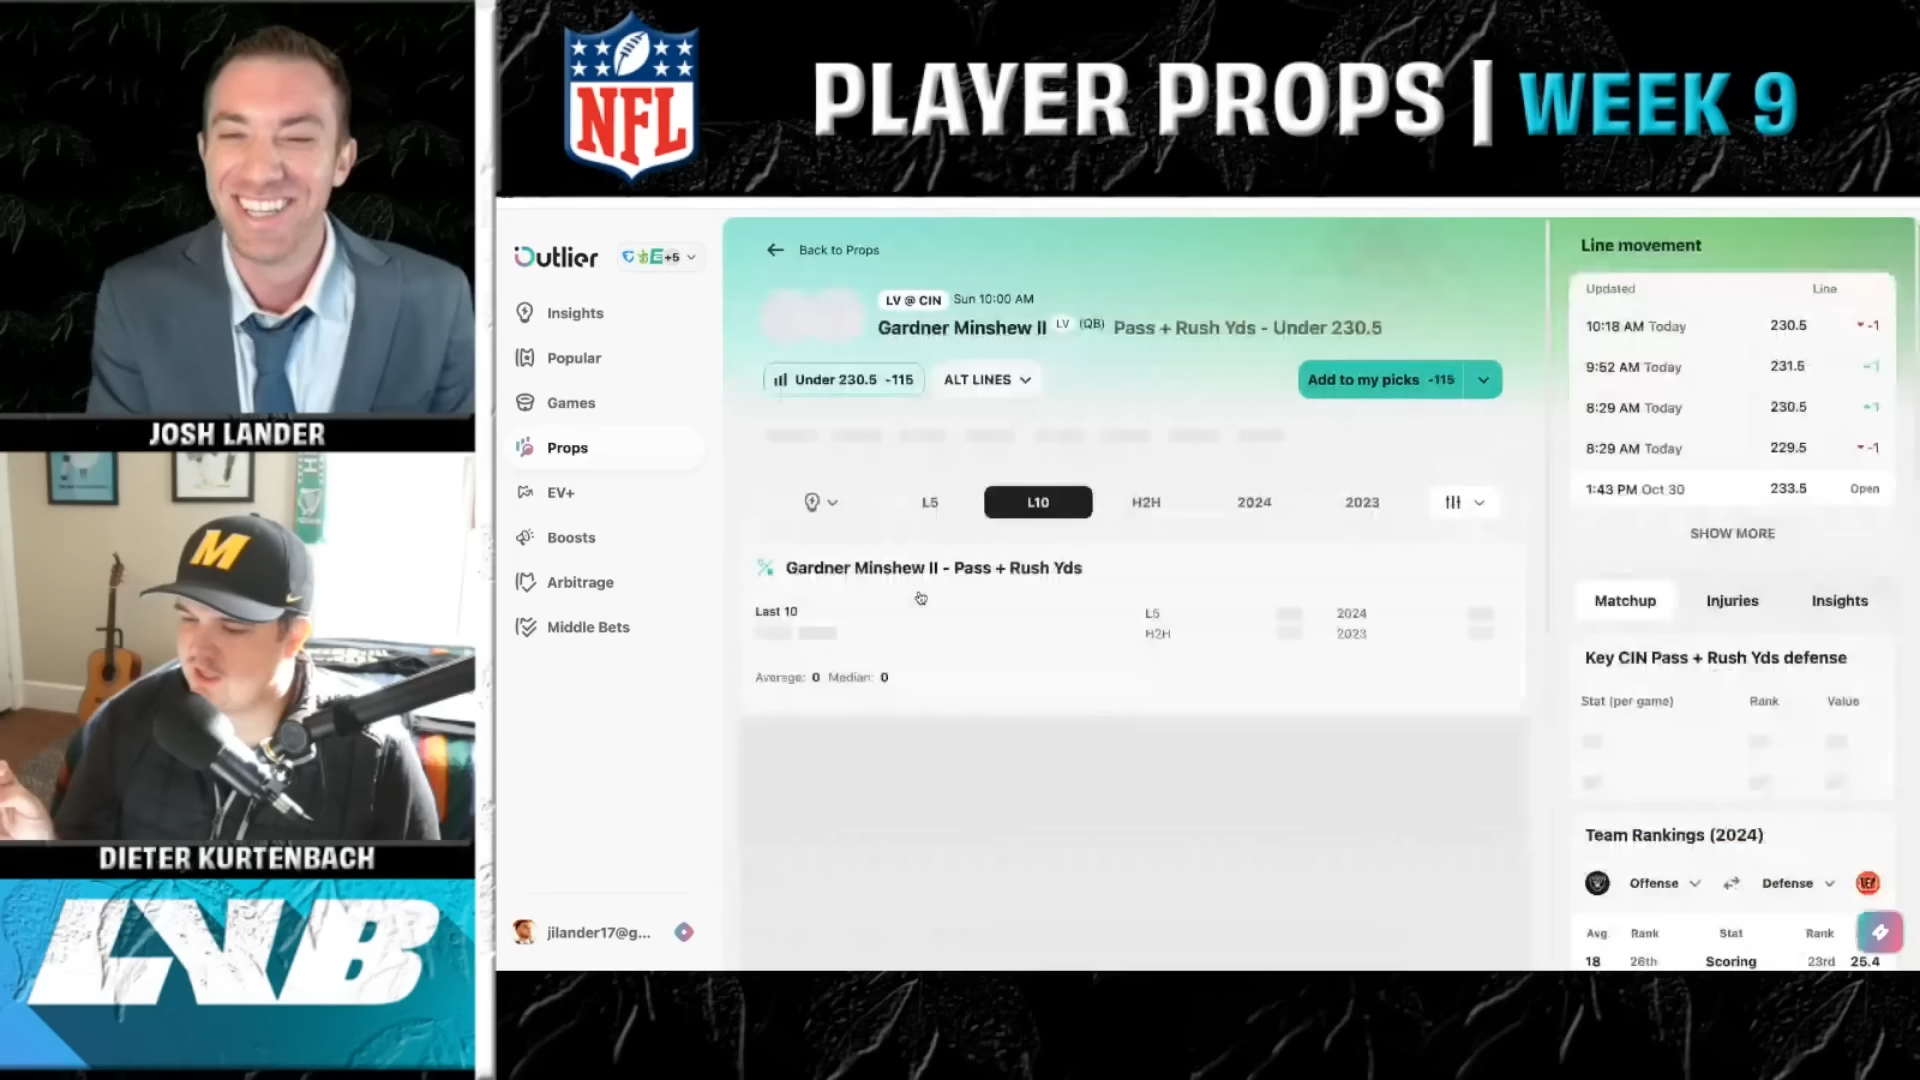 NFL
PLAYER PROPS | WEEK 9
JOSH LANDER
M
DIETER KURTENBACH
LVB
Outlier
+5
Insights
Popular
Games
Props
EV+
Boosts
Arbitrage
Middle Bets
jilander17@g...
Back to Props
LV @ CIN Sun 10:00 AM
Gardner Minshew II LV (QB) Pass + Rush Yds - Under 230.5
Under 230.5 -115
ALT LINES
Add to my picks -115
L5
L10
H2H
2024
2023
Gardner Minshew II - Pass + Rush Yds
Last 10
L5
2024
H2H
2023
Average: 0 Median: 0
Line movement
Updated Line
10:18 AM Today 230.5 -1
9:52 AM Today 231.5
8:29 AM Today 230.5
8:29 AM Today 229.5 -1
1:43 PM Oct 30 233.5 Open
SHOW MORE
Matchup Injuries Insights
Key CIN Pass + Rush Yds defense
Stat (per game) Rank Value
Team Rankings (2024)
Offense Defense
Avg Rank Stat Rank
18 26th Scoring 23rd 25.4